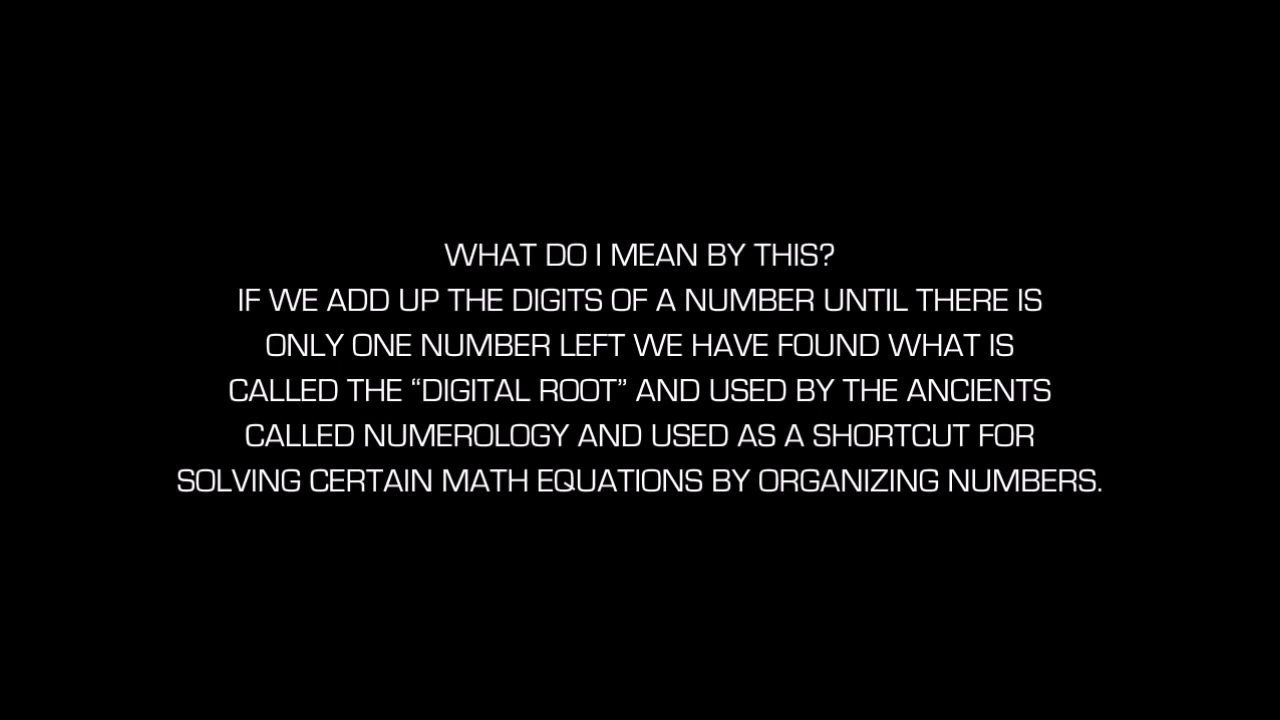 WHAT DO I MEAN BY THIS?
IF WE ADD UP THE DIGITS OF A NUMBER UNTIL THERE IS
ONLY ONE NUMBER LEFT WE HAVE FOUND WHAT IS
CALLED THE “DIGITAL ROOT” AND USED BY THE ANCIENTS
CALLED NUMEROLOGY AND USED AS A SHORTCUT FOR
SOLVING CERTAIN MATH EQUATIONS BY ORGANIZING NUMBERS.